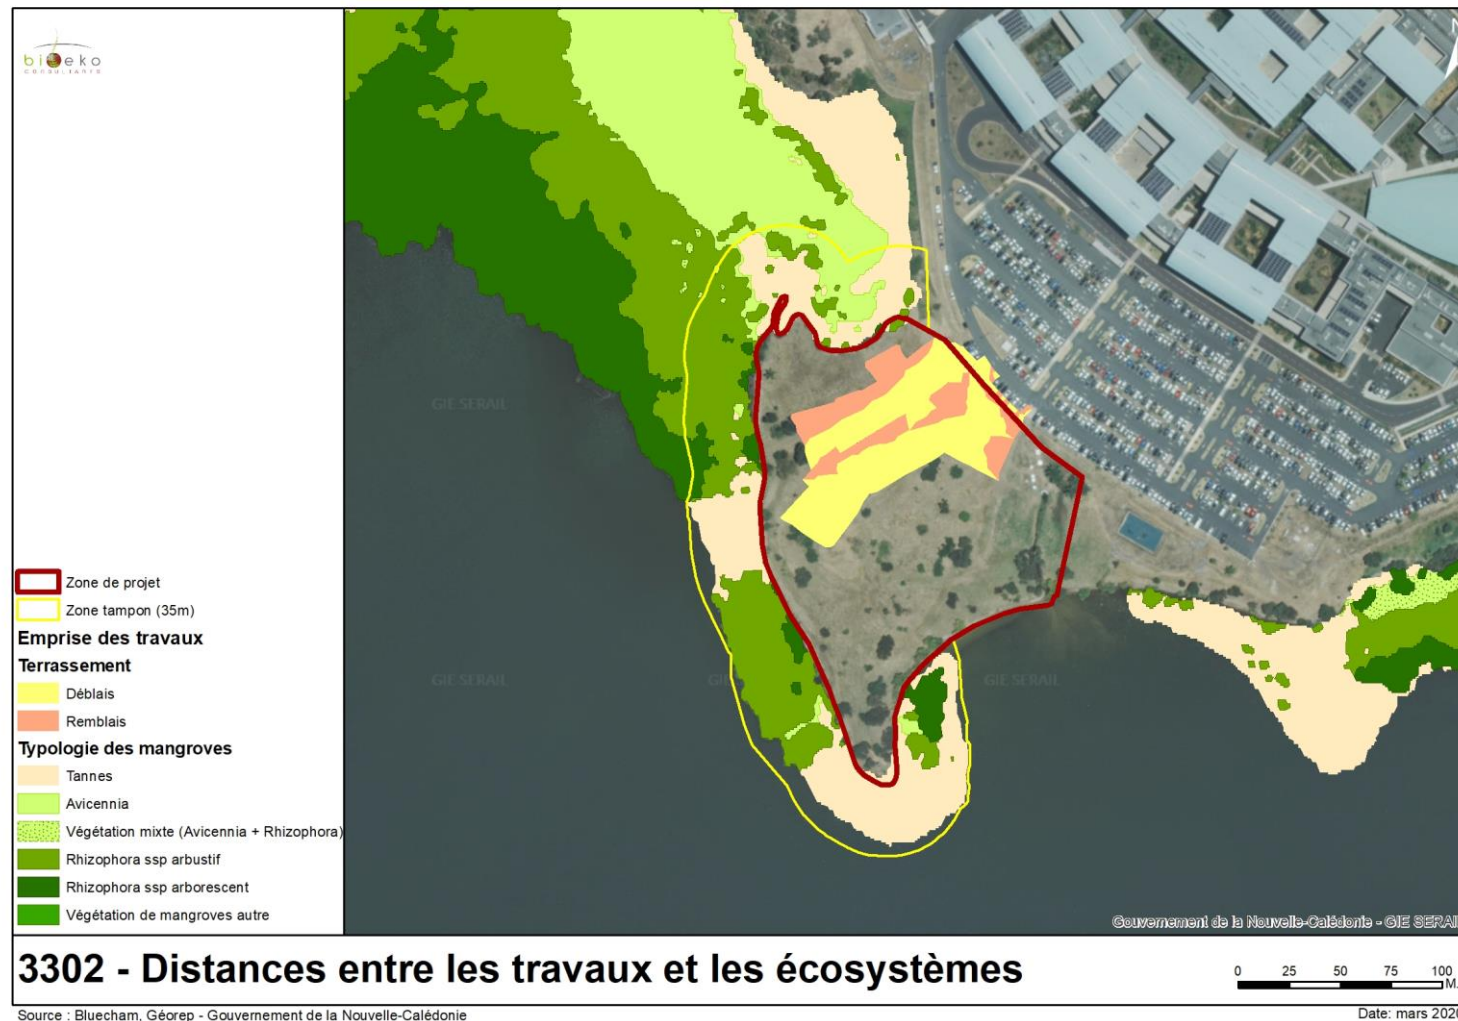 bioeko
CONSULTANTS
N
GIE SERAIL
GIE SERAIL
GIE SERAIL
Zone de projet
Zone tampon (35m)
Emprise des travaux
Terrassement
Déblais
Remblais
Typologie des mangroves
Tannes
Avicennia
Végétation mixte (Avicennia + Rhizophora)
Rhizophora ssp arbustif
Rhizophora ssp arborescent
Végétation de mangroves autre
Gouvernement de la Nouvelle-Calédonie - GIE SERAIL
3302 - Distances entre les travaux et les écosystèmes
0 25 50 75 100
M.
Source : Bluecham, Géorep - Gouvernement de la Nouvelle-Calédonie
Date: mars 2020